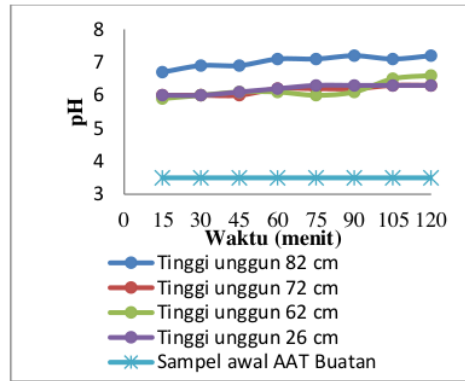 8
7
6
5
4
3
pH
0 15 30 45 60 75 90 105 120
Waktu (menit)
Tinggi unggun 82 cm
Tinggi unggun 72 cm
Tinggi unggun 62 cm
Tinggi unggun 26 cm
Sampel awal AAT Buatan